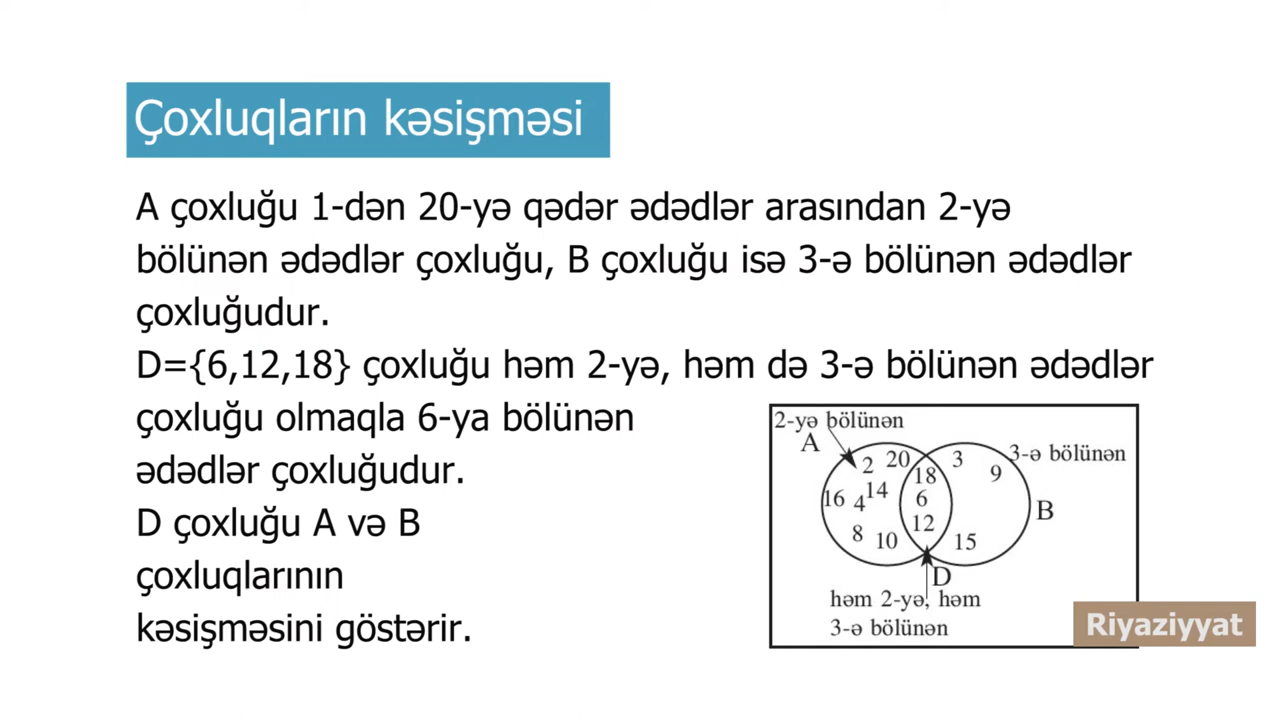 Çoxluqların kəsişməsi
A çoxluğu 1-dən 20-yə qədər ədədlər arasından 2-yə
bölünən ədədlər çoxluğu, B çoxluğu isə 3-ə bölünən ədədlər
çoxluğudur.
D={6,12,18} çoxluğu həm 2-yə, həm də 3-ə bölünən ədədlər
çoxluğu olmaqla 6-ya bölünən
ədədlər çoxluğudur.
D çoxluğu A və B
çoxluqlarının
kəsişməsini göstərir.
2-yə bölünən
A
3-ə bölünən
2 20 18 3 9
16 4 14 6 B
8 10 12 15
D
həm 2-yə, həm
3-ə bölünən
Riyaziyyat